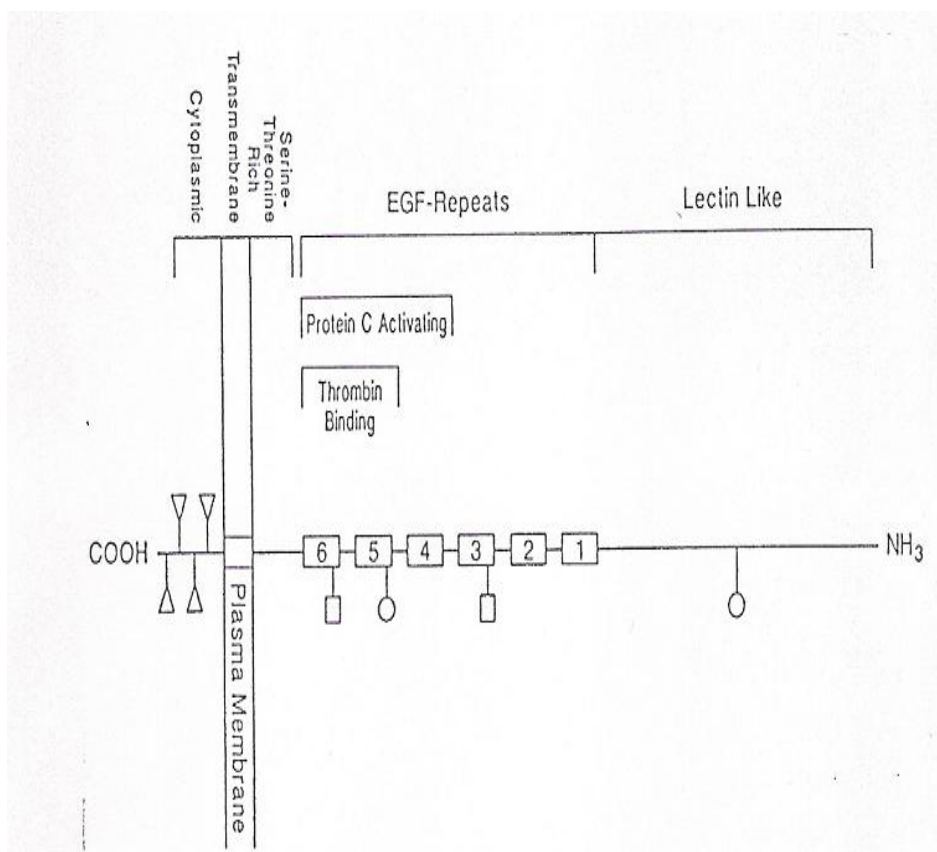 Cytoplasmic
Transmembrane
Serine-
Threonine
Rich
EGF-Repeats
Lectin Like
Protein C Activating
Thrombin
Binding
COOH
6
5
4
3
2
1
NH3
Plasma Membrane